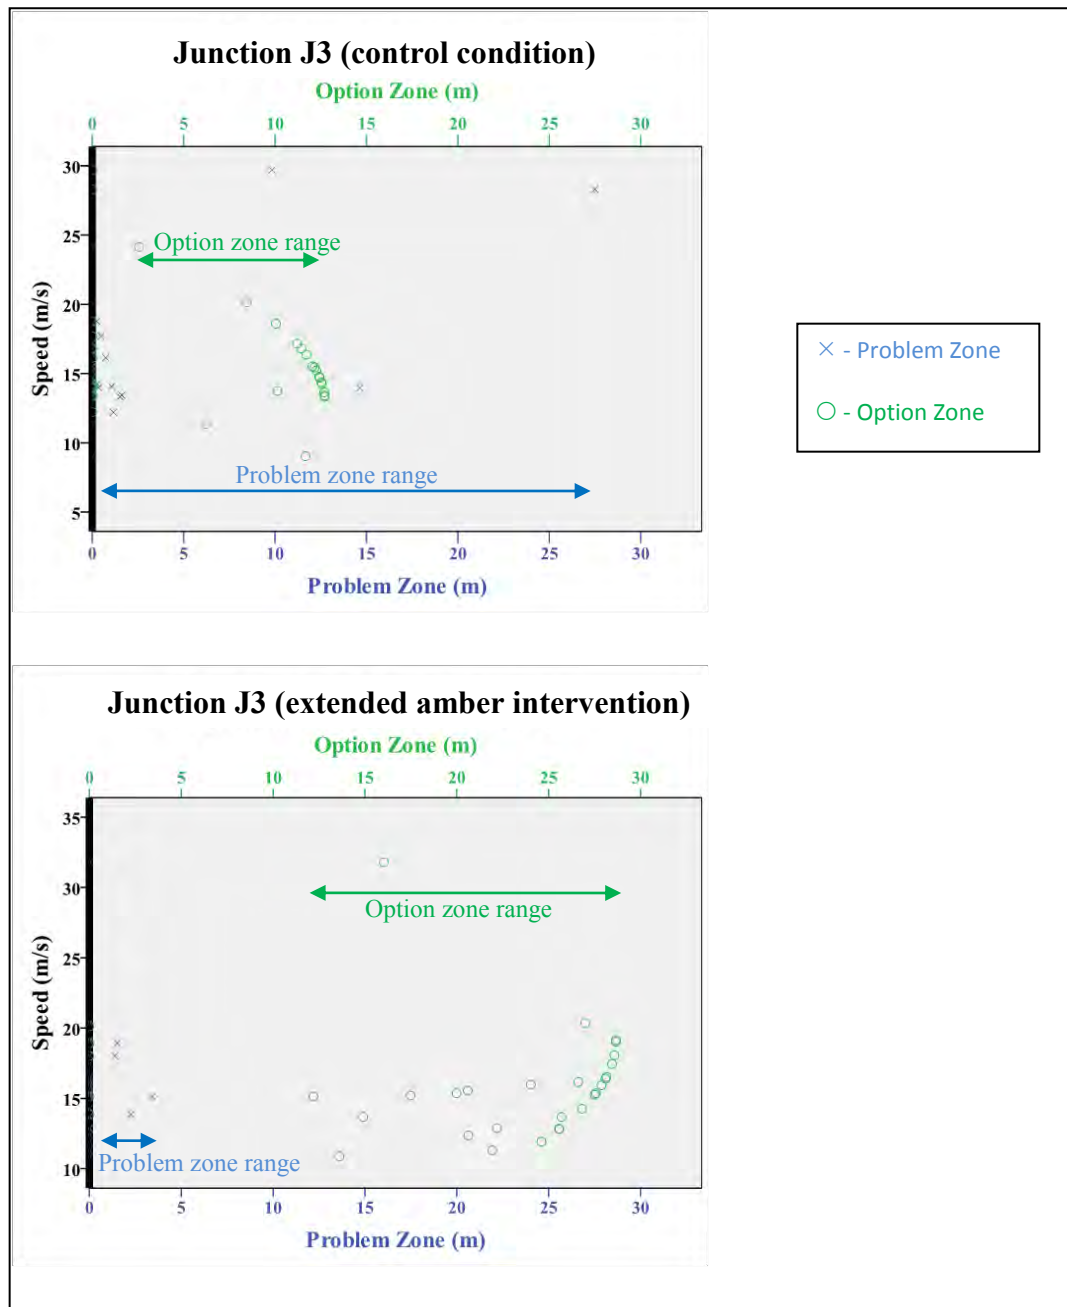 Junction J3 (control condition)
Option Zone (m)
0 5 10 15 20 25 30
30
25
Option zone range
20
Speed (m/s)
15
10
Problem zone range
5
0 5 10 15 20 25 30
Problem Zone (m)
× - Problem Zone
○ - Option Zone
Junction J3 (extended amber intervention)
Option Zone (m)
0 5 10 15 20 25 30
35
30
Option zone range
25
Speed (m/s)
20
15
Problem zone range
10
0 5 10 15 20 25 30
Problem Zone (m)